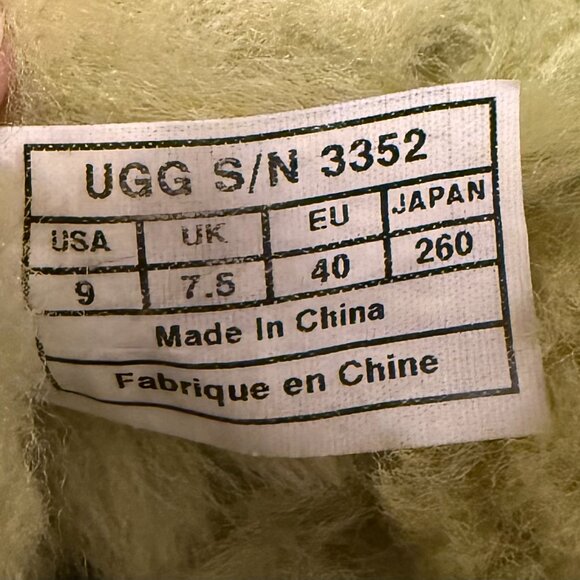 UGG S/N 3352
USA UK EU JAPAN
9 7.5 40 260
Made In China
Fabrique en Chine